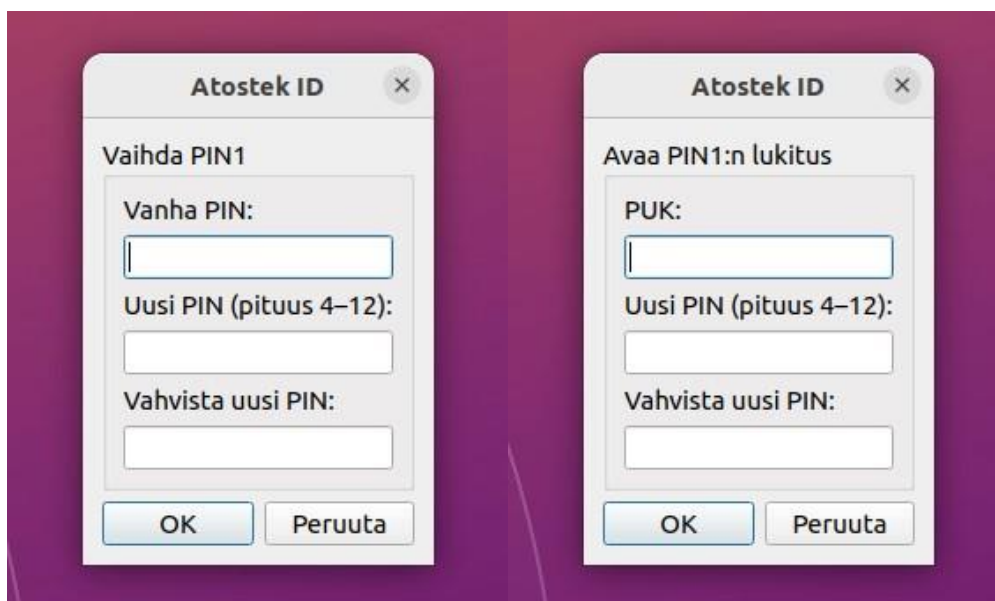 Atostek ID
Vaihda PIN1
Vanha PIN:
Uusi PIN (pituus 4–12):
Vahvista uusi PIN:
OK
Peruuta
Atostek ID
Avaa PIN1:n lukitus
PUK:
Uusi PIN (pituus 4–12):
Vahvista uusi PIN:
OK
Peruuta